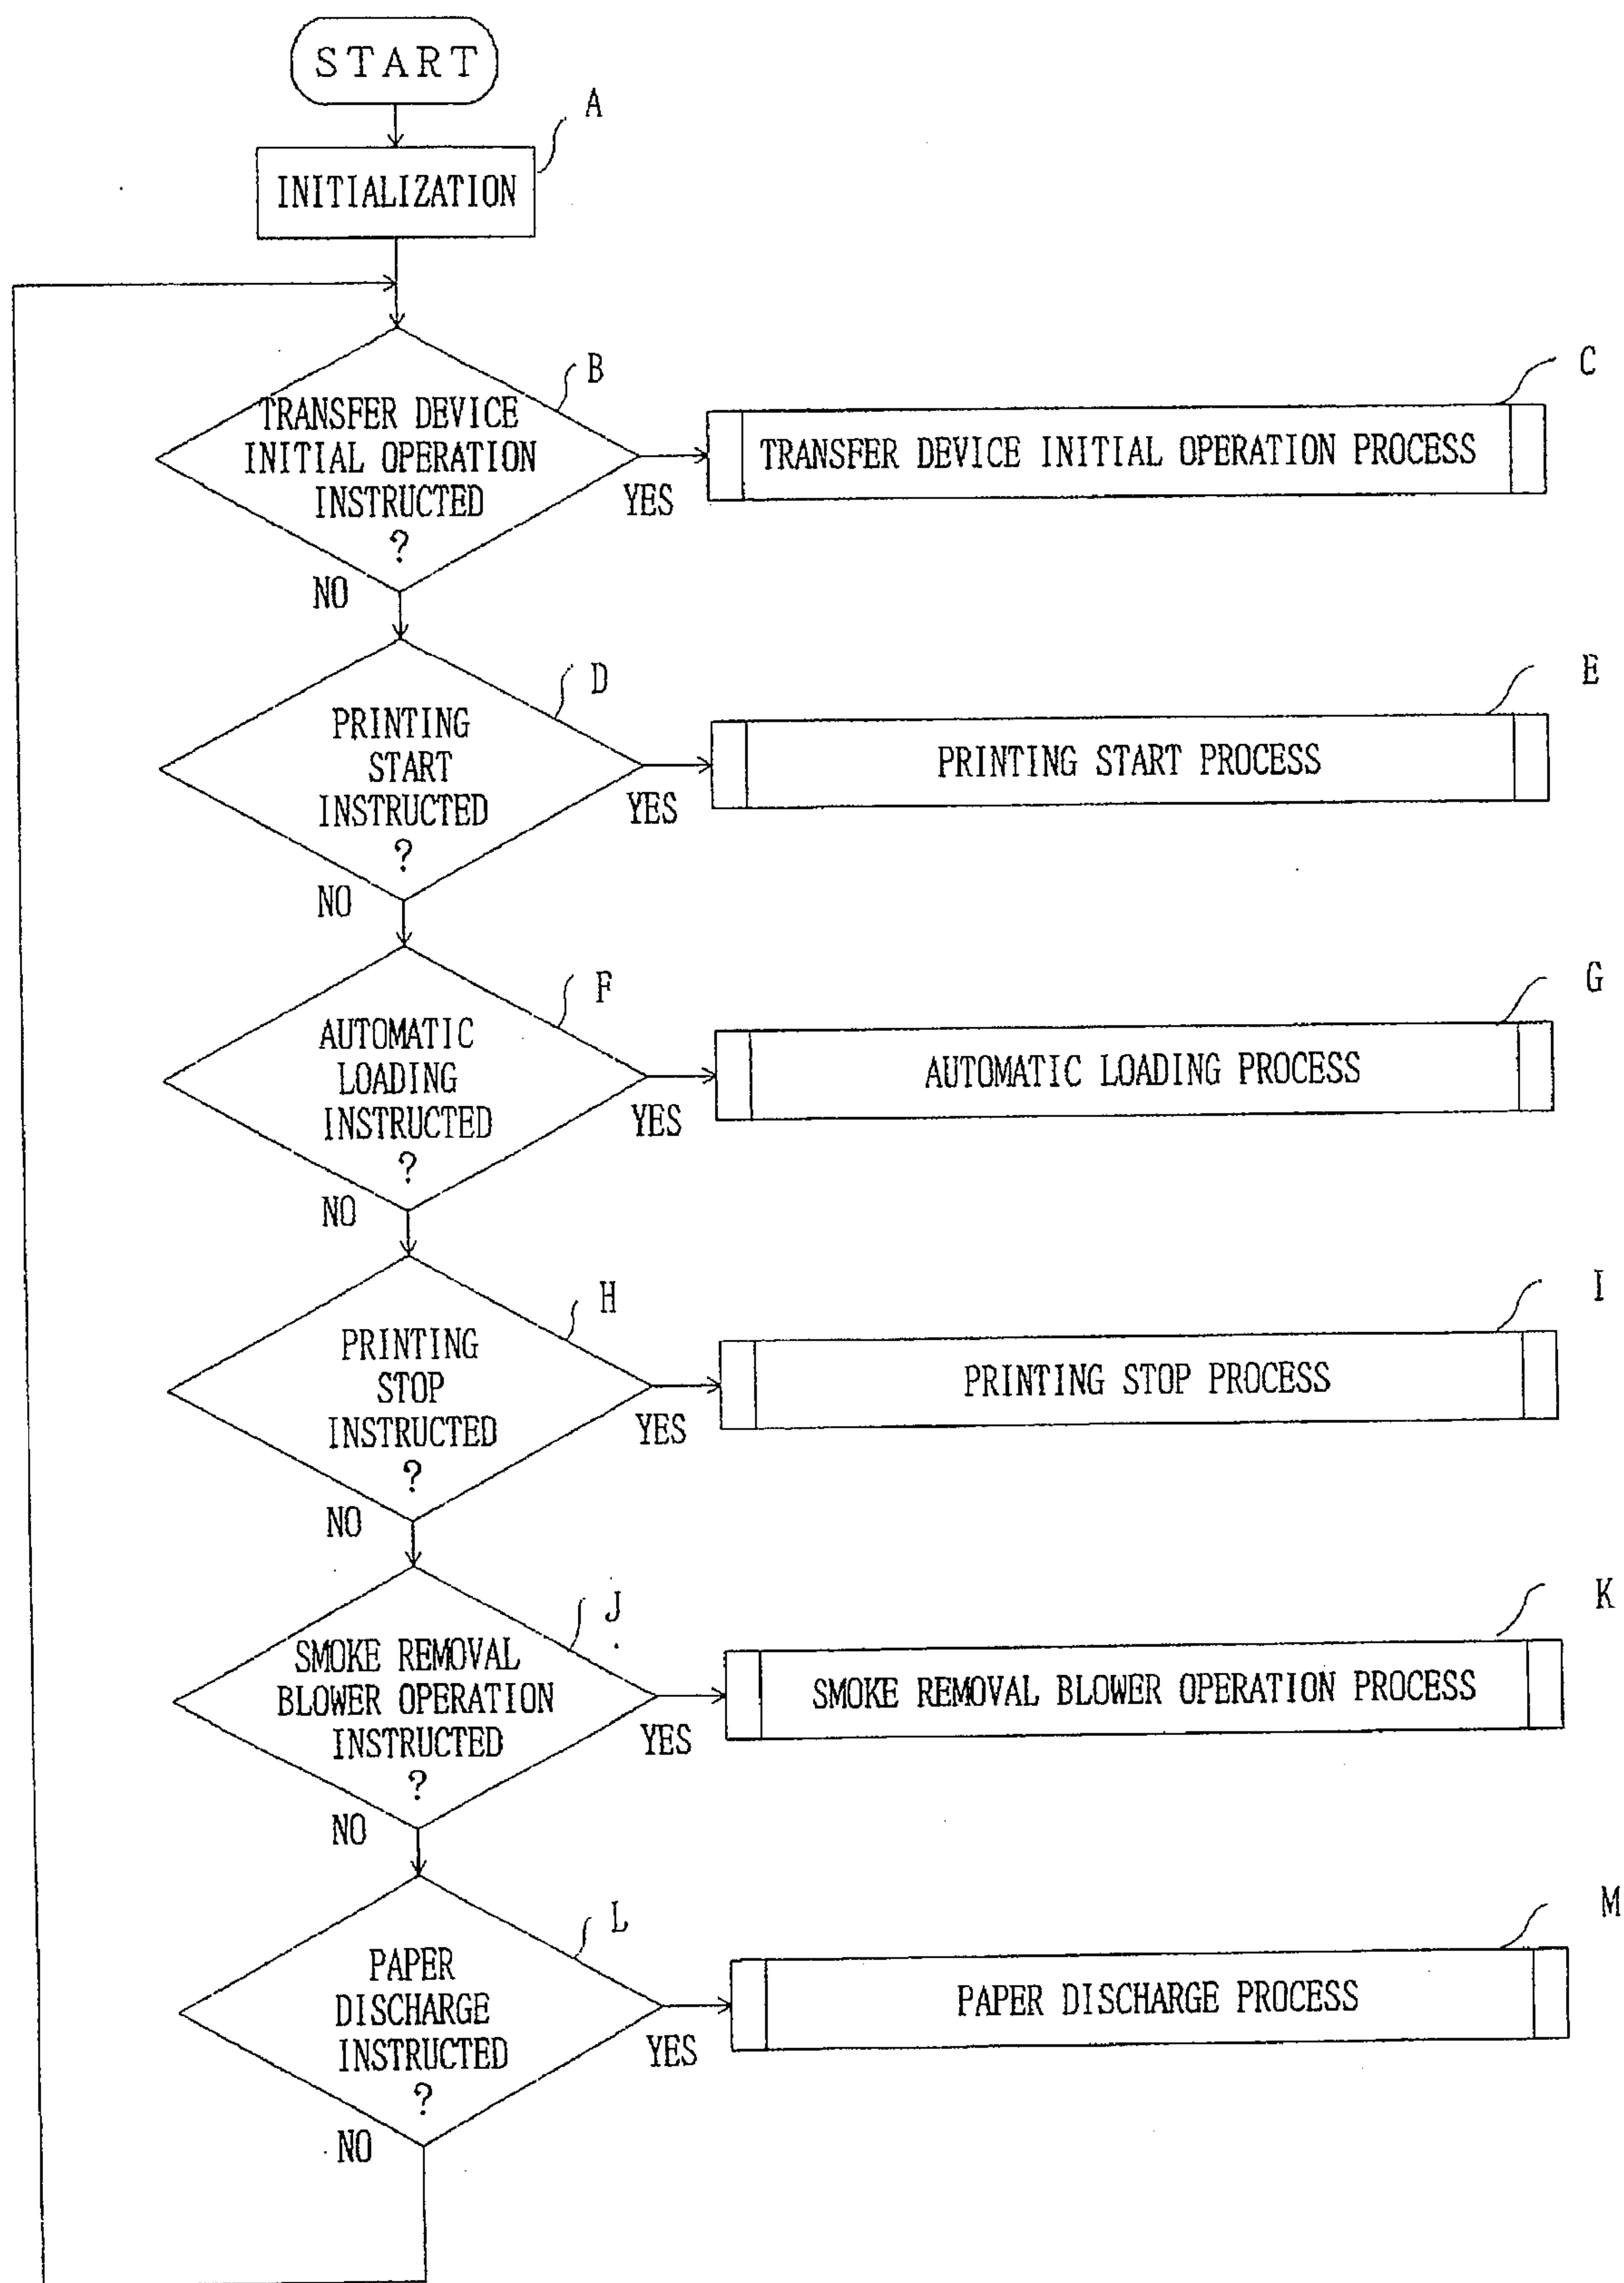 START
A
INITIALIZATION
B
TRANSFER DEVICE
INITIAL OPERATION
INSTRUCTED
?
YES
NO
C
TRANSFER DEVICE INITIAL OPERATION PROCESS
D
PRINTING
START
INSTRUCTED
?
YES
NO
E
PRINTING START PROCESS
F
AUTOMATIC
LOADING
INSTRUCTED
?
YES
NO
G
AUTOMATIC LOADING PROCESS
H
PRINTING
STOP
INSTRUCTED
?
YES
NO
I
PRINTING STOP PROCESS
J
SMOKE REMOVAL
BLOWER OPERATION
INSTRUCTED
?
YES
NO
K
SMOKE REMOVAL BLOWER OPERATION PROCESS
L
PAPER
DISCHARGE
INSTRUCTED
?
YES
NO
M
PAPER DISCHARGE PROCESS